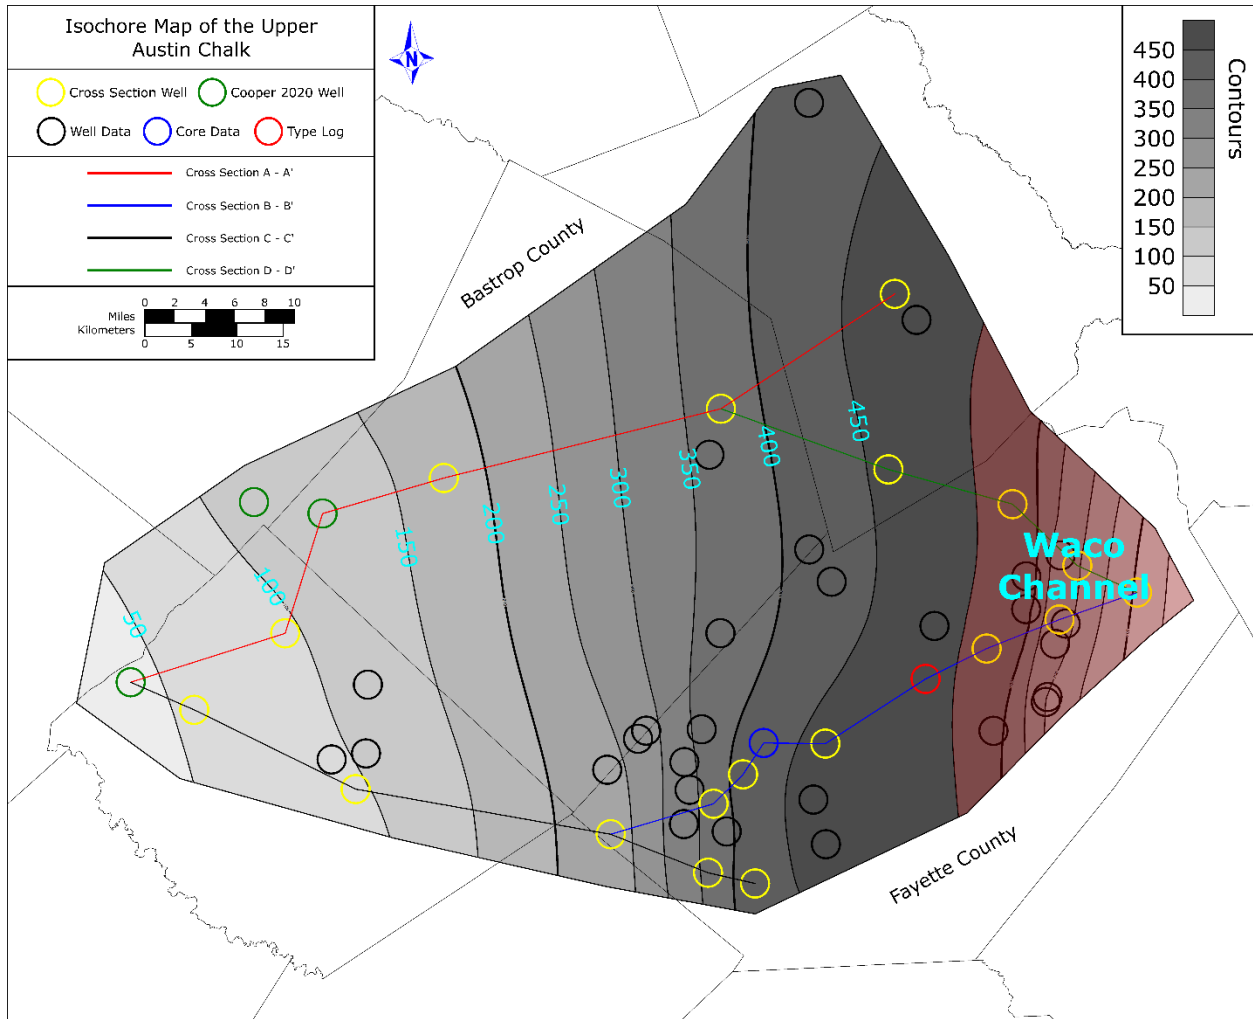 Isochore Map of the Upper
Austin Chalk
Cross Section Well
Cooper 2020 Well
Well Data
Core Data
Type Log
Cross Section A - A'
Cross Section B - B'
Cross Section C - C'
Cross Section D - D'
0 2 4 6 8 10
Miles
Kilometers
0 5 10 15
N
450
400
350
300
250
200
150
100
50
Contours
Bastrop County
50
100
150
200
250
300
350
400
450
Waco
Channel
Fayette County